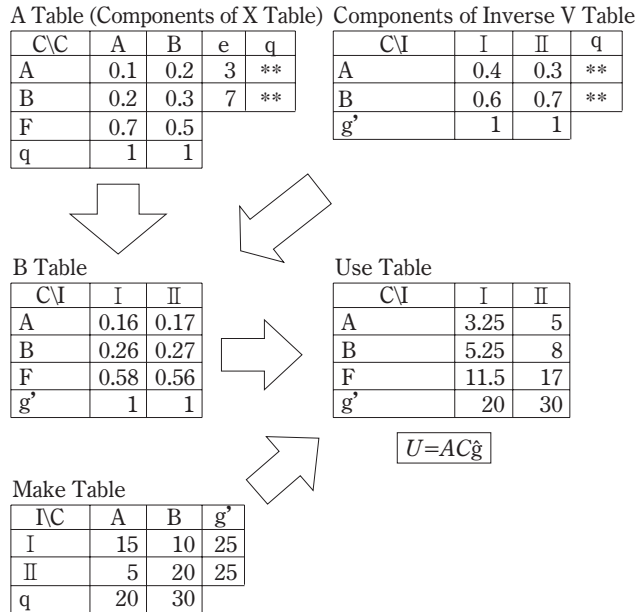 A Table (Components of X Table)
C\C A B e q
A 0.1 0.2 3 **
B 0.2 0.3 7 **
F 0.7 0.5
q 1 1
Components of Inverse V Table
C\I Ⅰ Ⅱ q
A 0.4 0.3 **
B 0.6 0.7 **
g’ 1 1
B Table
C\I Ⅰ Ⅱ
A 0.16 0.17
B 0.26 0.27
F 0.58 0.56
g’ 1 1
Use Table
C\I Ⅰ Ⅱ
A 3.25 5
B 5.25 8
F 11.5 17
g’ 20 30
U=ACĝ
Make Table
I\C A B g’
Ⅰ 15 10 25
Ⅱ 5 20 25
q 20 30